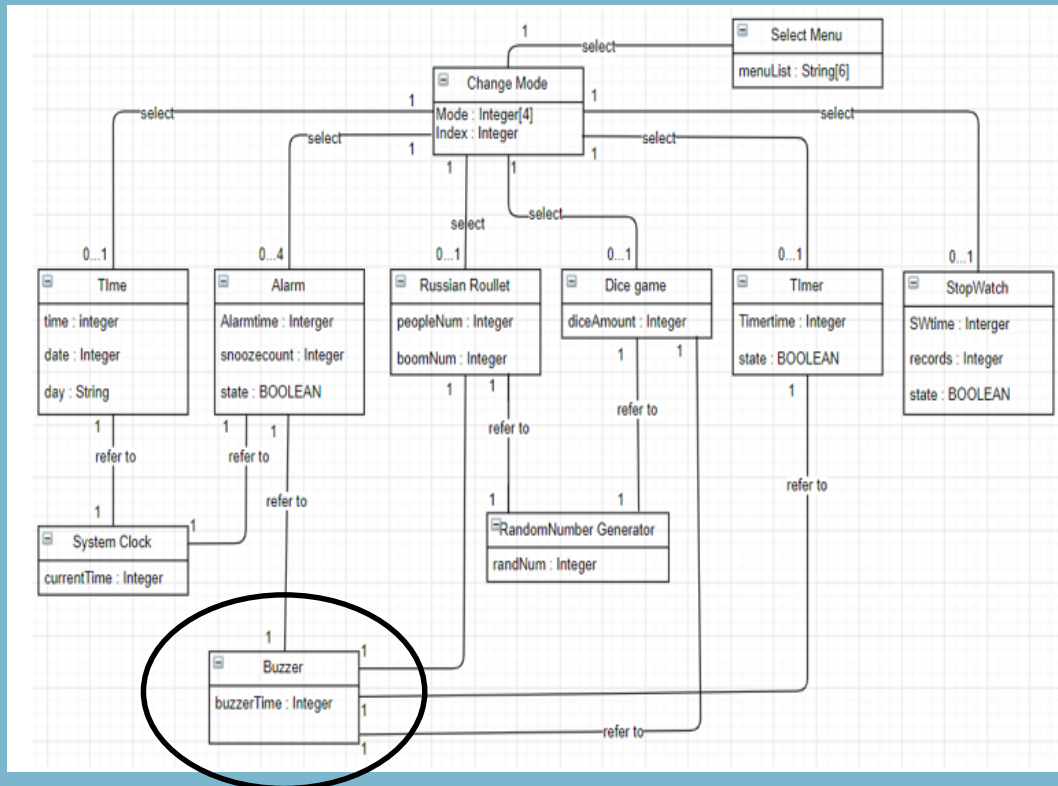 1
select
Select Menu
menuList : String[6]
Change Mode
Mode : Integer[4]
Index : Integer
1
1
1
1
1
1
select
select
select
select
select
select
0...1
0...4
0...1
0...1
0...1
0...1
TIme
time : integer
date : Integer
day : String
Alarm
Alarmtime : Interger
snoozecount : Integer
state : BOOLEAN
Russian Roullet
peopleNum : Integer
boomNum : Integer
Dice game
diceAmount : Integer
TImer
Timertime : Integer
state : BOOLEAN
StopWatch
SWtime : Interger
records : Integer
state : BOOLEAN
1
1
1
1
1
1
1
1
refer to
refer to
refer to
refer to
refer to
refer to
1
1
1
1
System Clock
currentTime : Integer
RandomNumber Generator
randNum : Integer
1
1
1
1
Buzzer
buzzerTime : Integer
refer to